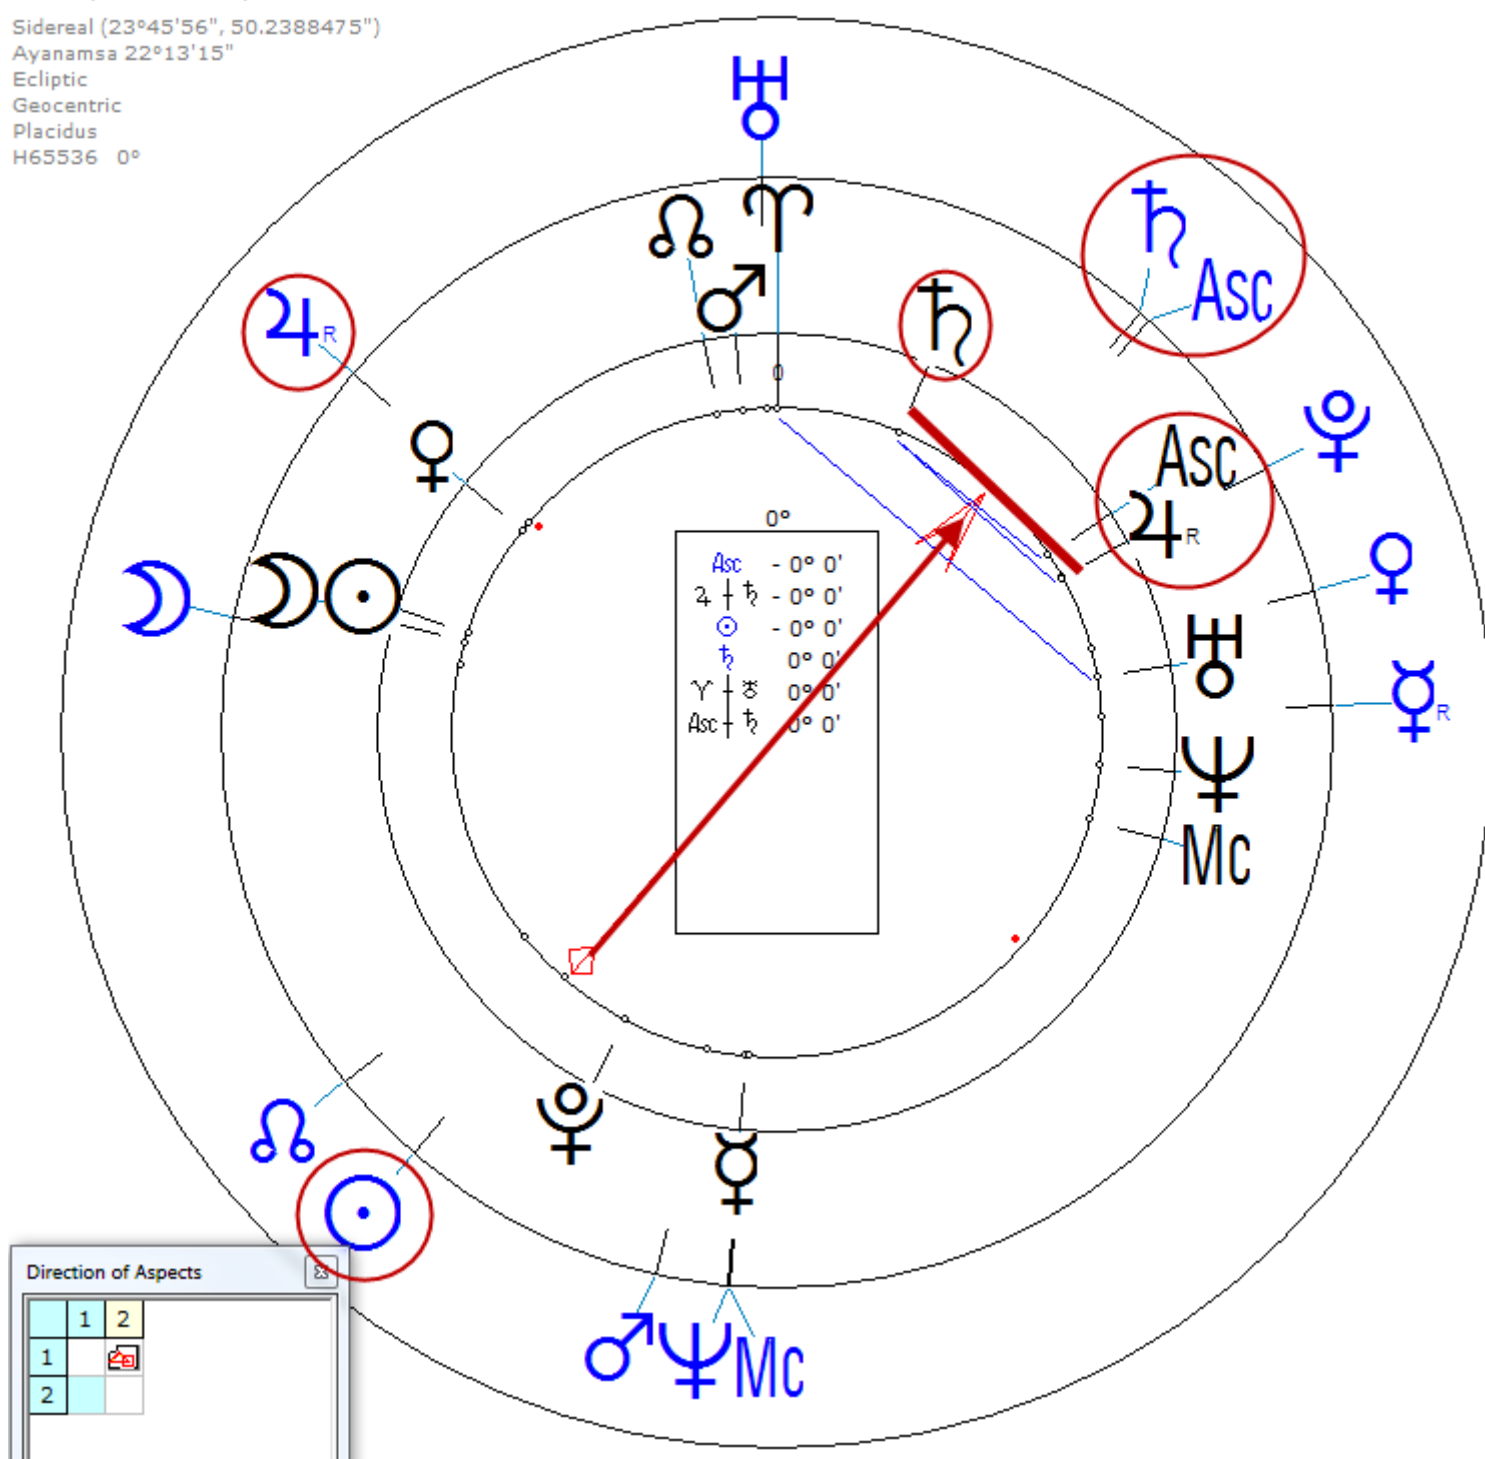 Sidereal (23°45'56", 50.2388475")
Ayanamsa 22°13'15"
Ecliptic
Geocentric
Placidus
H65536 0°
♅
☊ ♈
♂
0
♄
♄
Asc
♃R
♀
Asc
♃R
♇
☽
☽ ☉
♀
♅
☿R
♆
Mc
0°
Asc - 0° 0'
♃ + ♄ - 0° 0'
☉ - 0° 0'
♄ 0° 0'
♈ + ♅ 0° 0'
Asc + ♄ 0° 0'
♇
☿
☊
☉
♂ ♆ Mc
Direction of Aspects
1 2
1
2